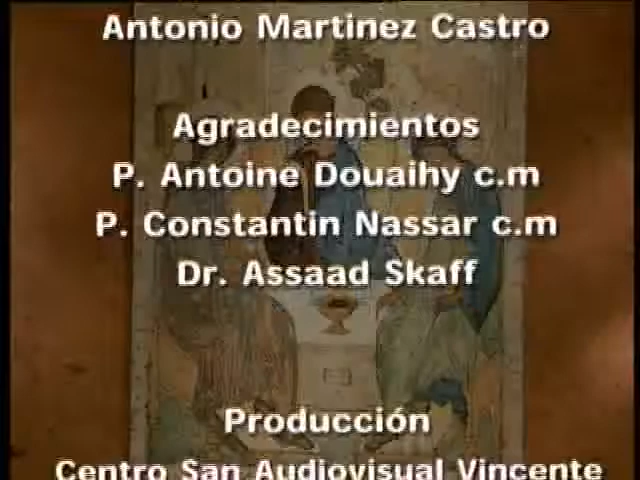 Antonio Martinez Castro
Agradecimientos
P. Antoine Douaihy c.m
P. Constantin Nassar c.m
Dr. Assaad Skaff
Producción
Centro San Audiovisual Vincente